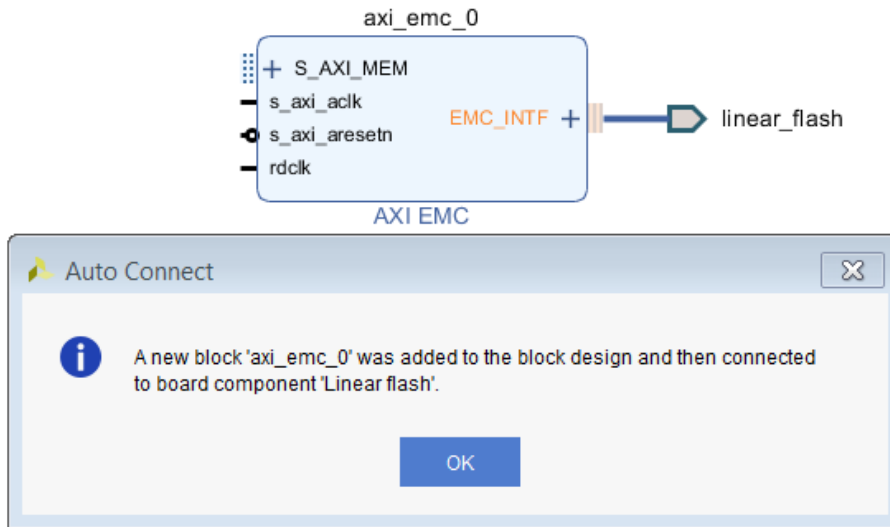 axi_emc_0
S_AXI_MEM
s_axi_aclk
EMC_INTF
linear_flash
s_axi_aresetn
rdclk
AXI EMC
Auto Connect
A new block 'axi_emc_0' was added to the block design and then connected
to board component 'Linear flash'.
OK